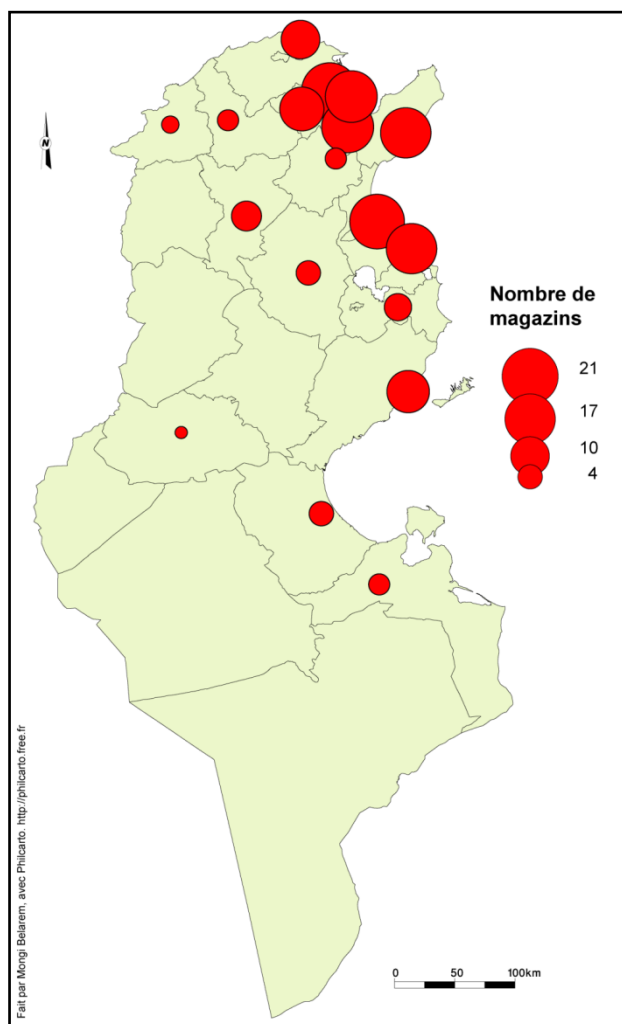 N
Nombre de
magazins
21
17
10
4
0 50 100km
Fait par Mongi Belarem, avec Philcarto. http://philcarto.free.fr